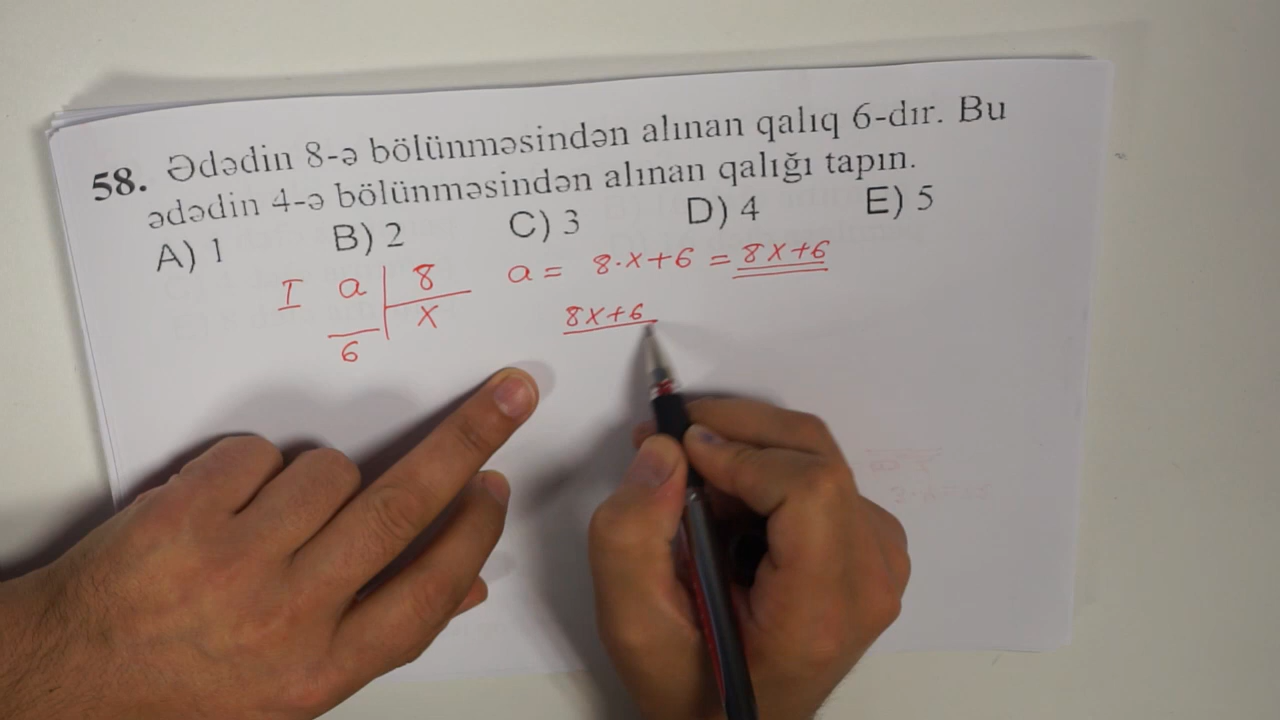 58. Ədədin 8-ə bölünməsindən alınan qalıq 6-dır. Bu
ədədin 4-ə bölünməsindən alınan qalığı tapın.
A) 1 B) 2 C) 3 D) 4 E) 5
I a 8 a = 8·x+6 = 8x+6
x
6
8x+6